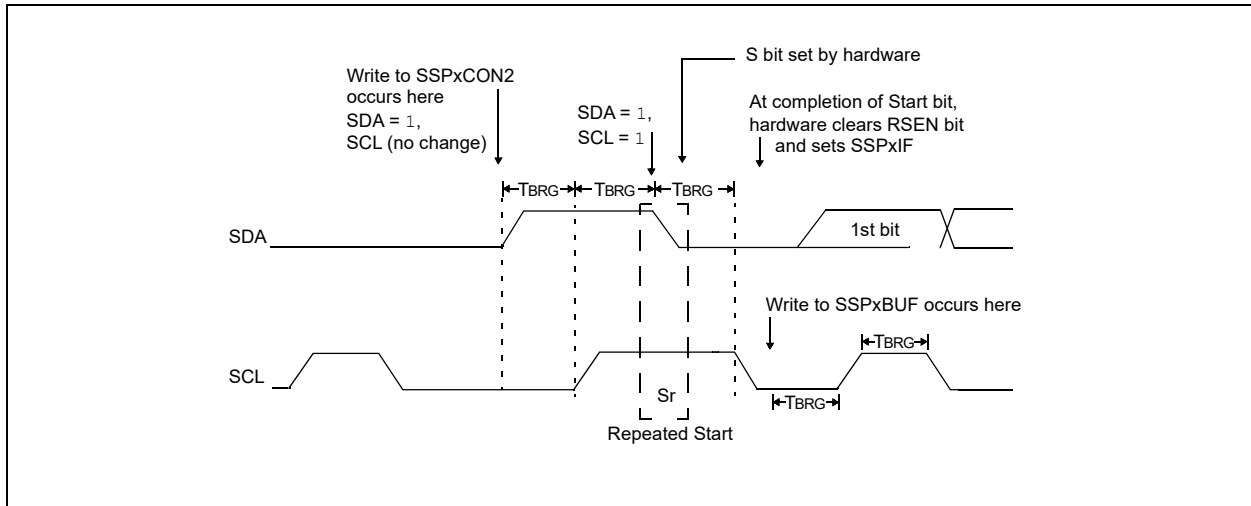 S bit set by hardware
Write to SSPxCON2
occurs here
SDA = 1,
SCL (no change)
SDA = 1,
SCL = 1
At completion of Start bit,
hardware clears RSEN bit
and sets SSPxIF
TBRG TBRG TBRG
SDA
1st bit
Write to SSPxBUF occurs here
TBRG
SCL
Sr
TBRG
Repeated Start